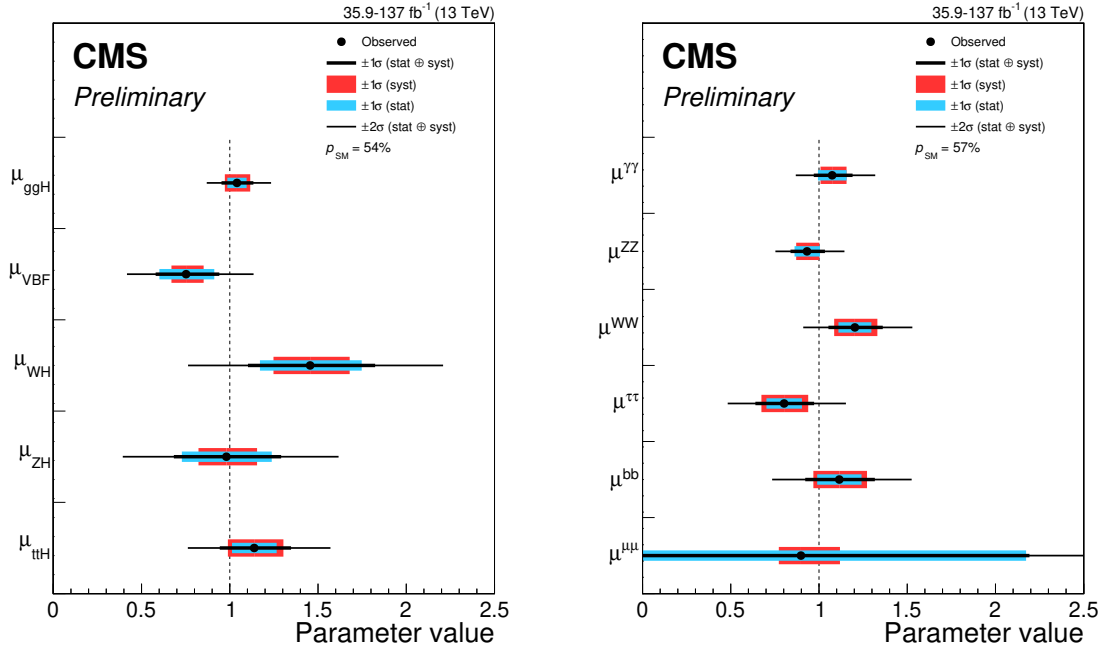 35.9-137 fb⁻¹ (13 TeV)
CMS
Preliminary
Observed
±1σ (stat ⊕ syst)
±1σ (syst)
±1σ (stat)
±2σ (stat ⊕ syst)
p_SM = 54%
μ_ggH
μ_VBF
μ_WH
μ_ZH
μ_ttH
0 0.5 1 1.5 2 2.5
Parameter value
35.9-137 fb⁻¹ (13 TeV)
CMS
Preliminary
Observed
±1σ (stat ⊕ syst)
±1σ (syst)
±1σ (stat)
±2σ (stat ⊕ syst)
p_SM = 57%
μ^γγ
μ^ZZ
μ^WW
μ^ττ
μ^bb
μ^μμ
0 0.5 1 1.5 2 2.5
Parameter value